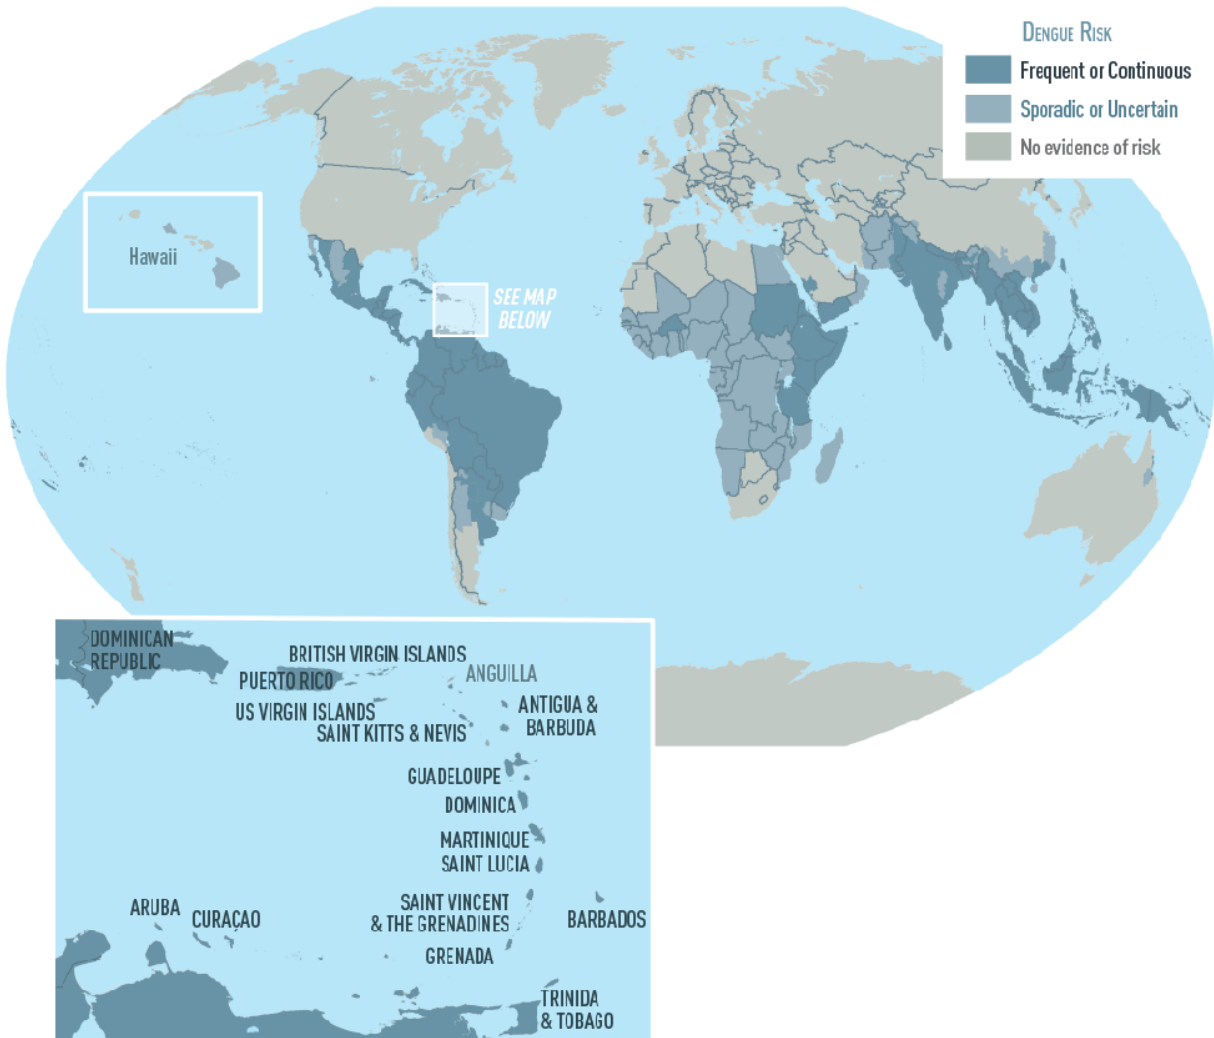 DENGUE RISK
Frequent or Continuous
Sporadic or Uncertain
No evidence of risk
Hawaii
SEE MAP
BELOW
DOMINICAN
REPUBLIC
BRITISH VIRGIN ISLANDS
PUERTO RICO
ANGUILLA
US VIRGIN ISLANDS
ANTIGUA &
BARBUDA
SAINT KITTS & NEVIS
GUADELOUPE
DOMINICA
MARTINIQUE
SAINT LUCIA
SAINT VINCENT
& THE GRENADINES
BARBADOS
ARUBA
CURAÇAO
GRENADA
TRINIDA
& TOBAGO